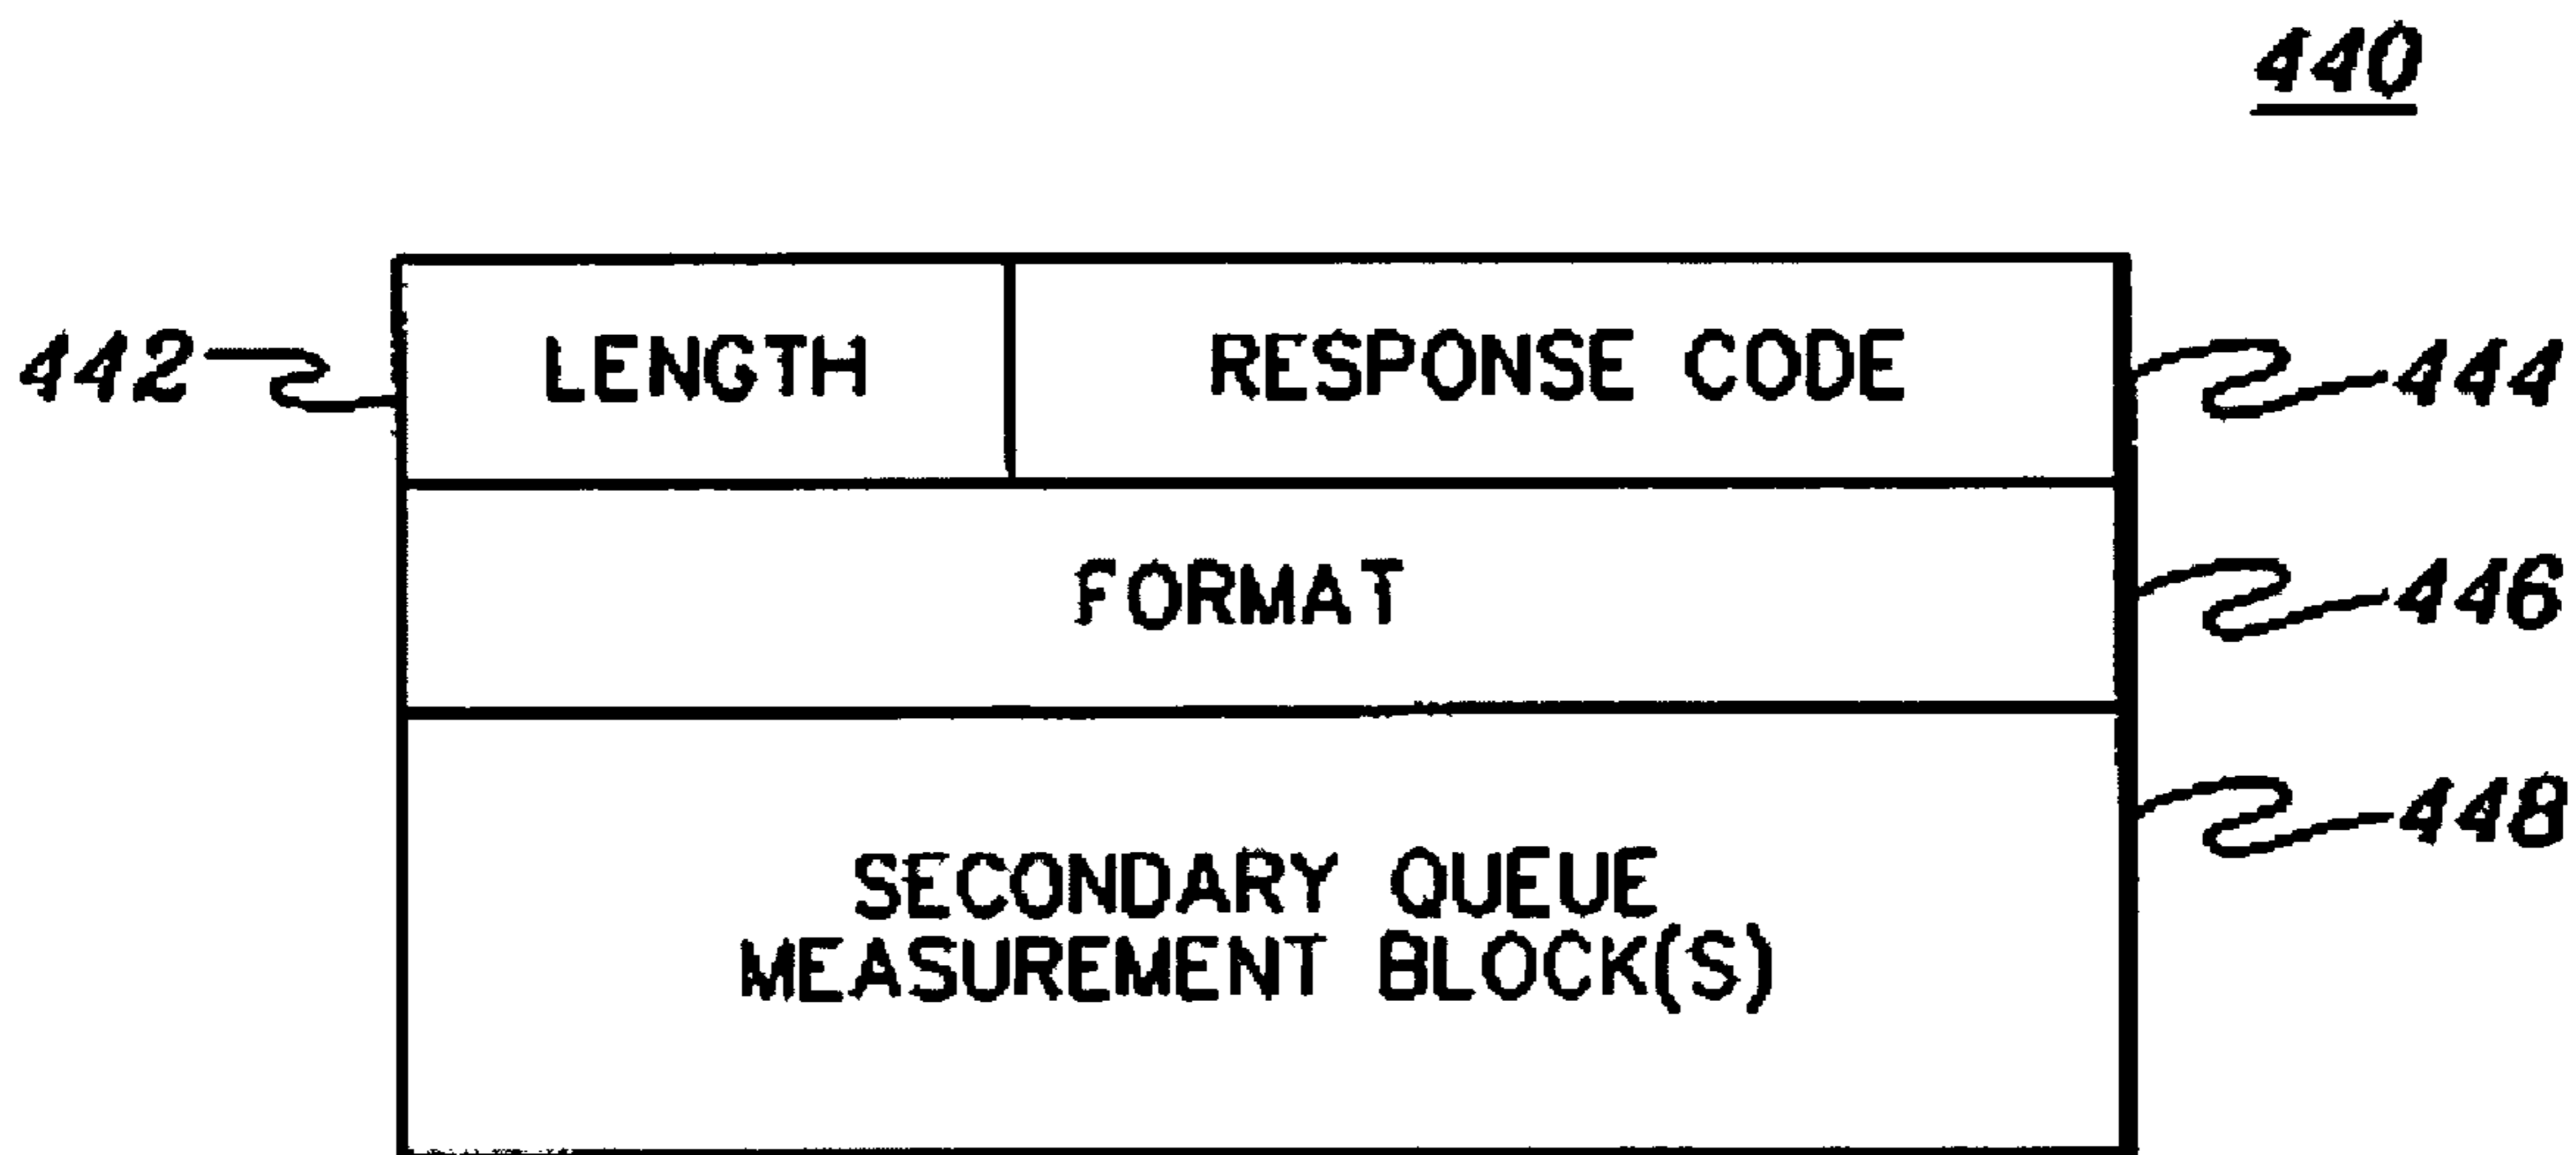 440
442 LENGTH RESPONSE CODE 444
FORMAT 446
448
SECONDARY QUEUE
MEASUREMENT BLOCK(S)